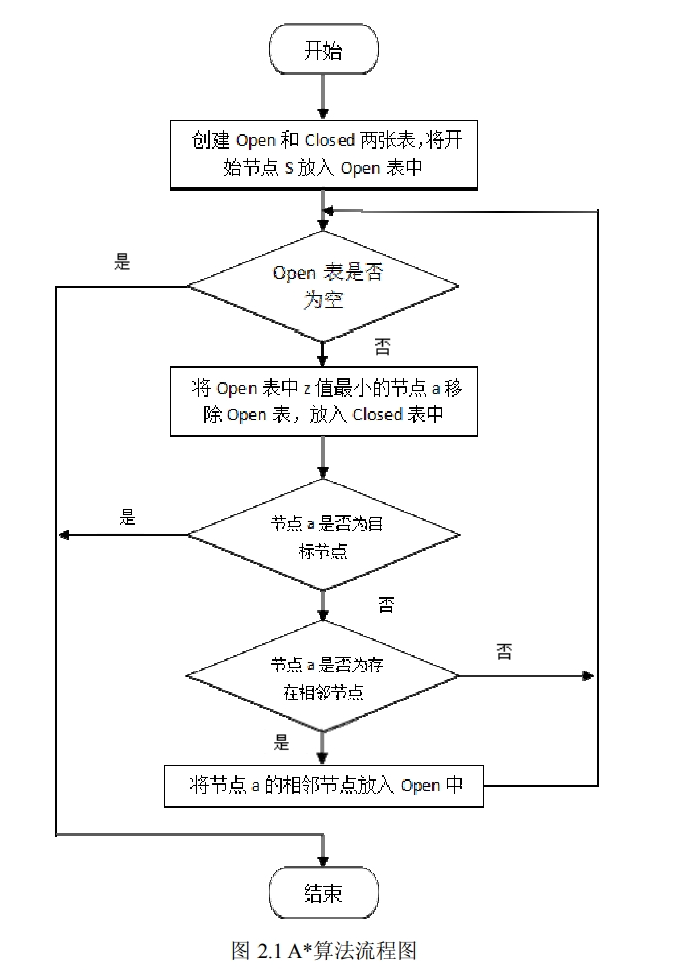 开始
创建 Open 和 Closed 两张表,将开
始节点 S 放入 Open 表中
是
Open 表是否
为空
否
将 Open 表中 z 值最小的节点 a 移
除 Open 表，放入 Closed 表中
是
节点 a 是否为目
标节点
否
节点 a 是否为存
在相邻节点
否
是
将节点 a 的相邻节点放入 Open 中
结束
图 2.1 A*算法流程图